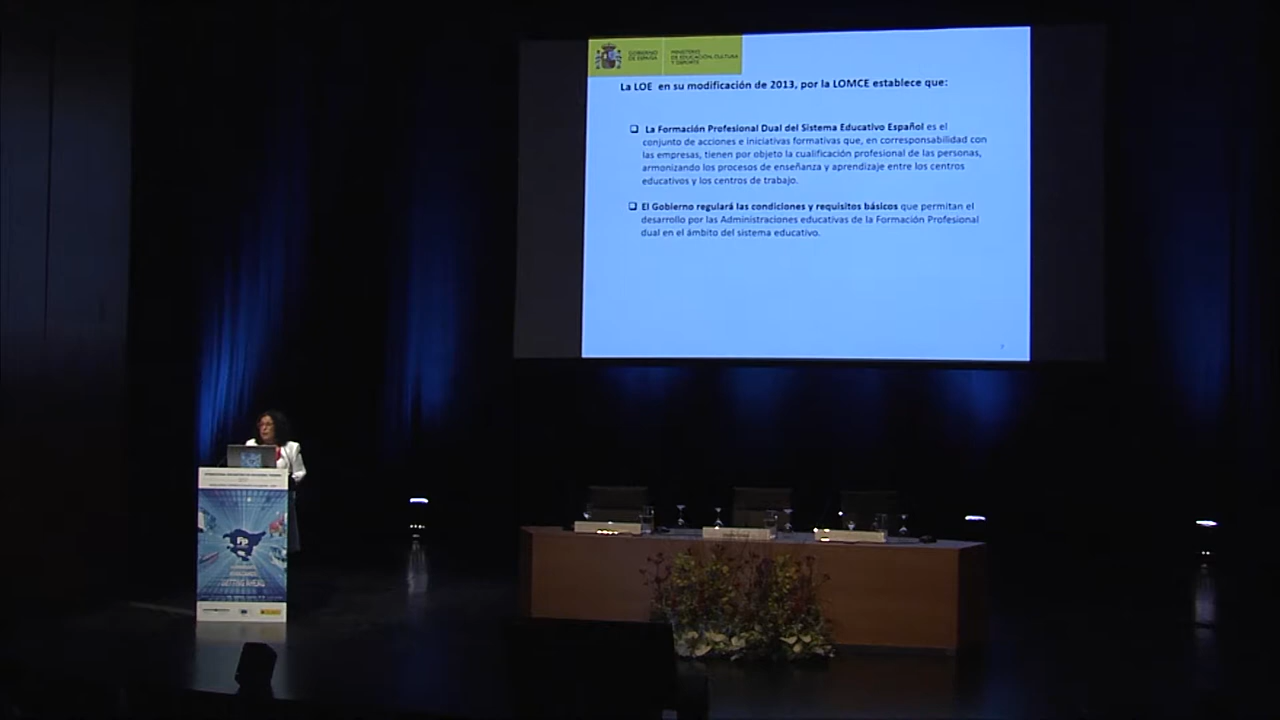 GOBIERNO
DE ESPAÑA
MINISTERIO
DE EDUCACIÓN, CULTURA
Y DEPORTE
La LOE en su modificación de 2013, por la LOMCE establece que:
❑ La Formación Profesional Dual del Sistema Educativo Español es el
conjunto de acciones e iniciativas formativas que, en corresponsabilidad con
las empresas, tienen por objeto la cualificación profesional de las personas,
armonizando los procesos de enseñanza y aprendizaje entre los centros
educativos y los centros de trabajo.
❑ El Gobierno regulará las condiciones y requisitos básicos que permitan el
desarrollo por las Administraciones educativas de la Formación Profesional
dual en el ámbito del sistema educativo.
Fp
GETTING AHEAD